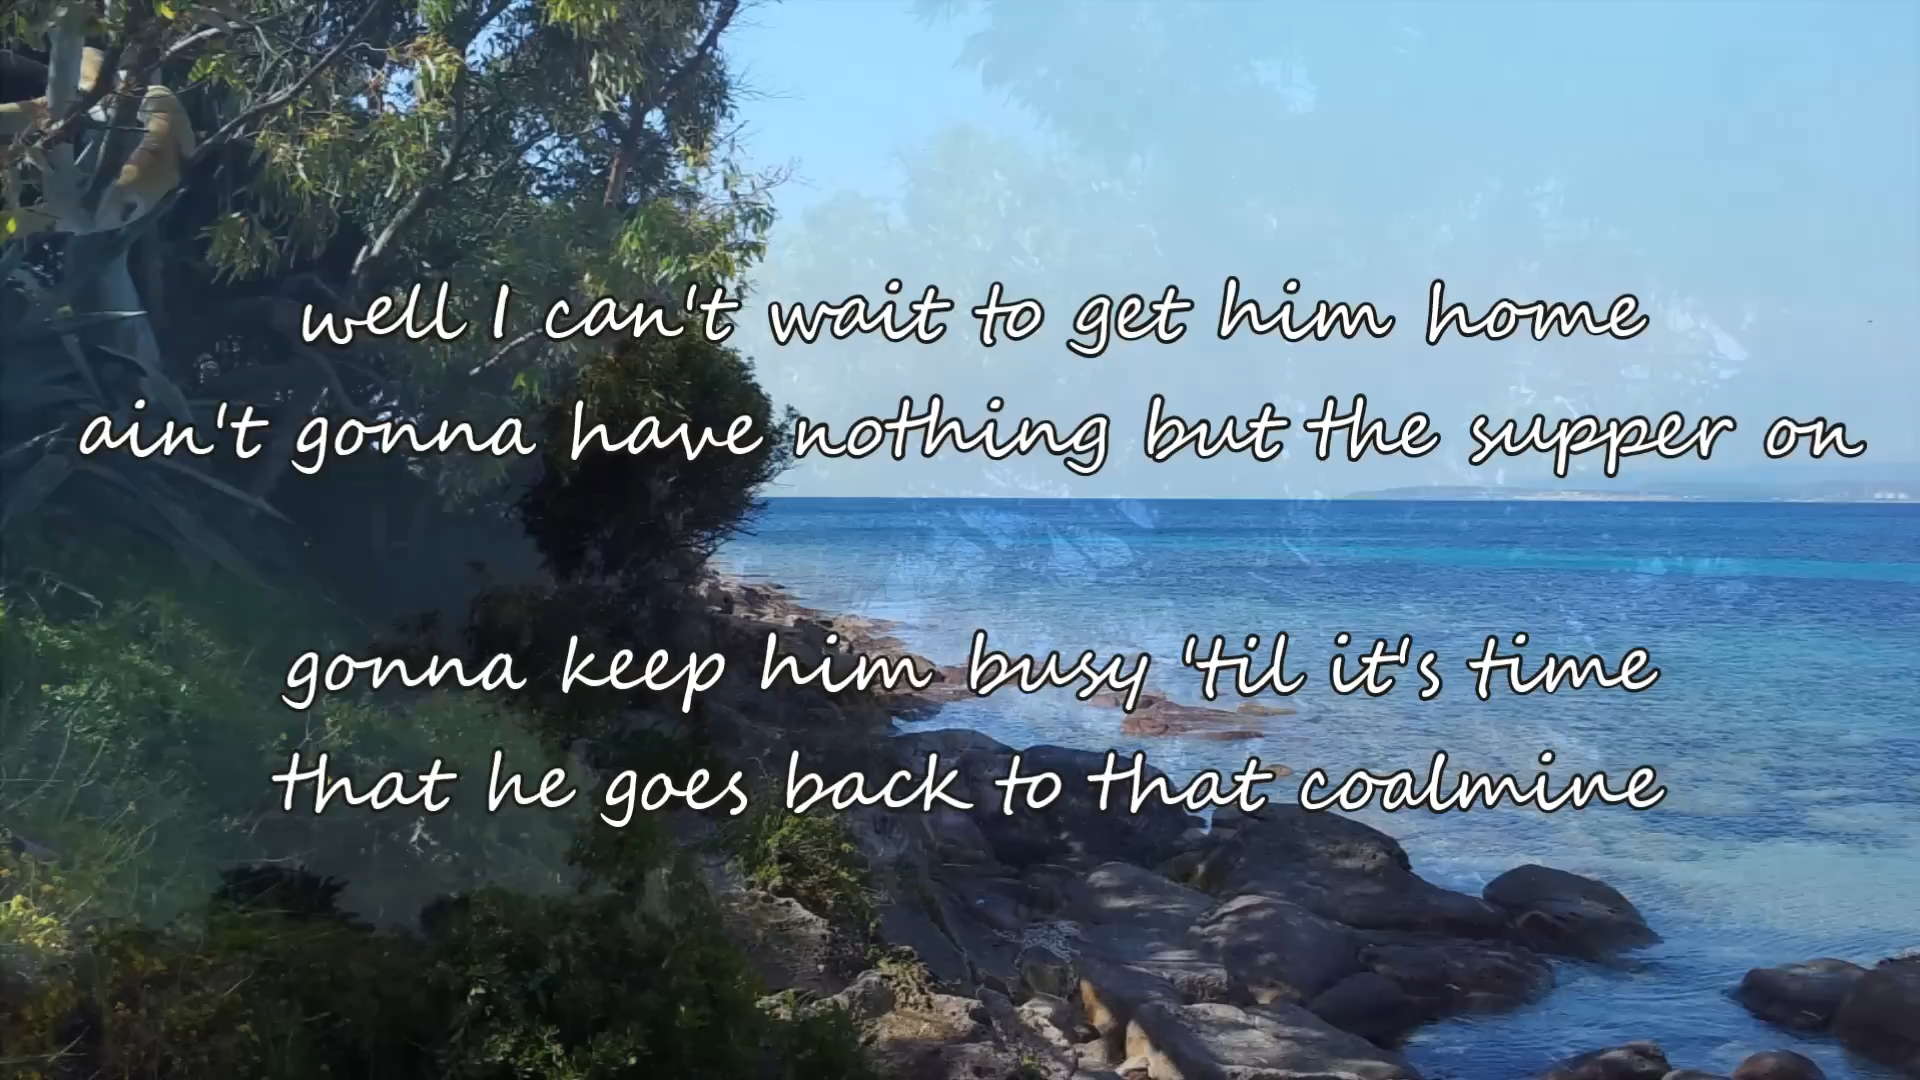 well I can't wait to get him home
ain't gonna have nothing but the supper on
gonna keep him busy 'til it's time
that he goes back to that coalmine